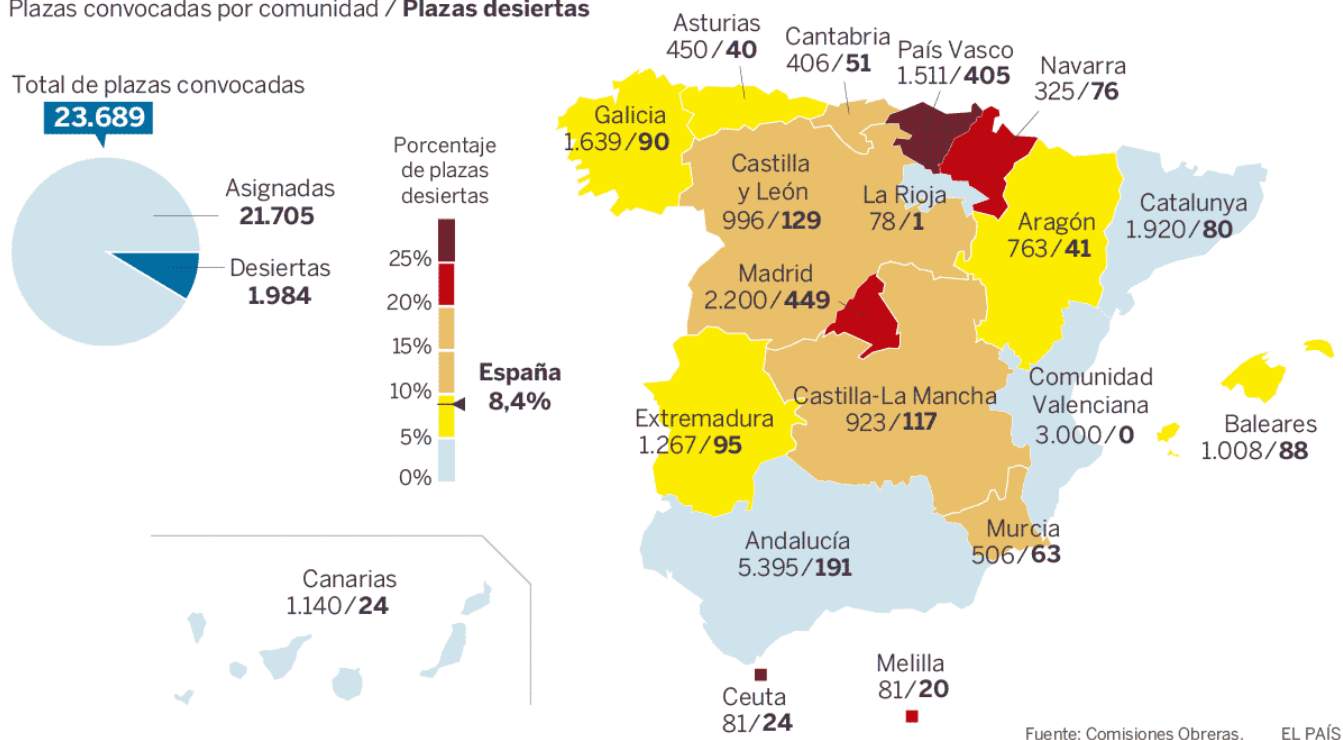 Plazas convocadas por comunidad / Plazas desiertas
Total de plazas convocadas
23.689
Asignadas
21.705
Desiertas
1.984
Porcentaje
de plazas
desiertas
25%
20%
15%
10%
5%
0%
España
8,4%
Asturias
450/40
Cantabria
406/51
País Vasco
1.511/405
Navarra
325/76
Galicia
1.639/90
Castilla
y León
996/129
La Rioja
78/1
Aragón
763/41
Catalunya
1.920/80
Madrid
2.200/449
Extremadura
1.267/95
Castilla-La Mancha
923/117
Comunidad
Valenciana
3.000/0
Baleares
1.008/88
Andalucía
5.395/191
Murcia
506/63
Canarias
1.140/24
Ceuta
81/24
Melilla
81/20
Fuente: Comisiones Obreras. EL PAÍS